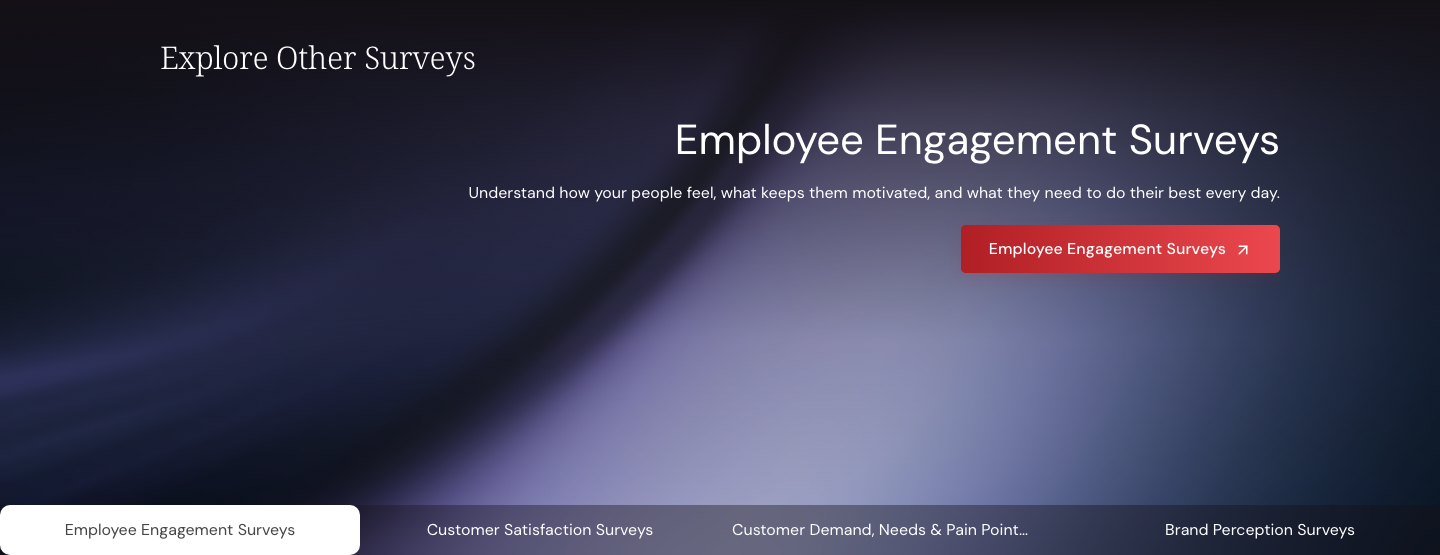 Explore Other Surveys
Employee Engagement Surveys
Understand how your people feel, what keeps them motivated, and what they need to do their best every day.
Employee Engagement Surveys
Employee Engagement Surveys
Customer Satisfaction Surveys
Customer Demand, Needs & Pain Point...
Brand Perception Surveys